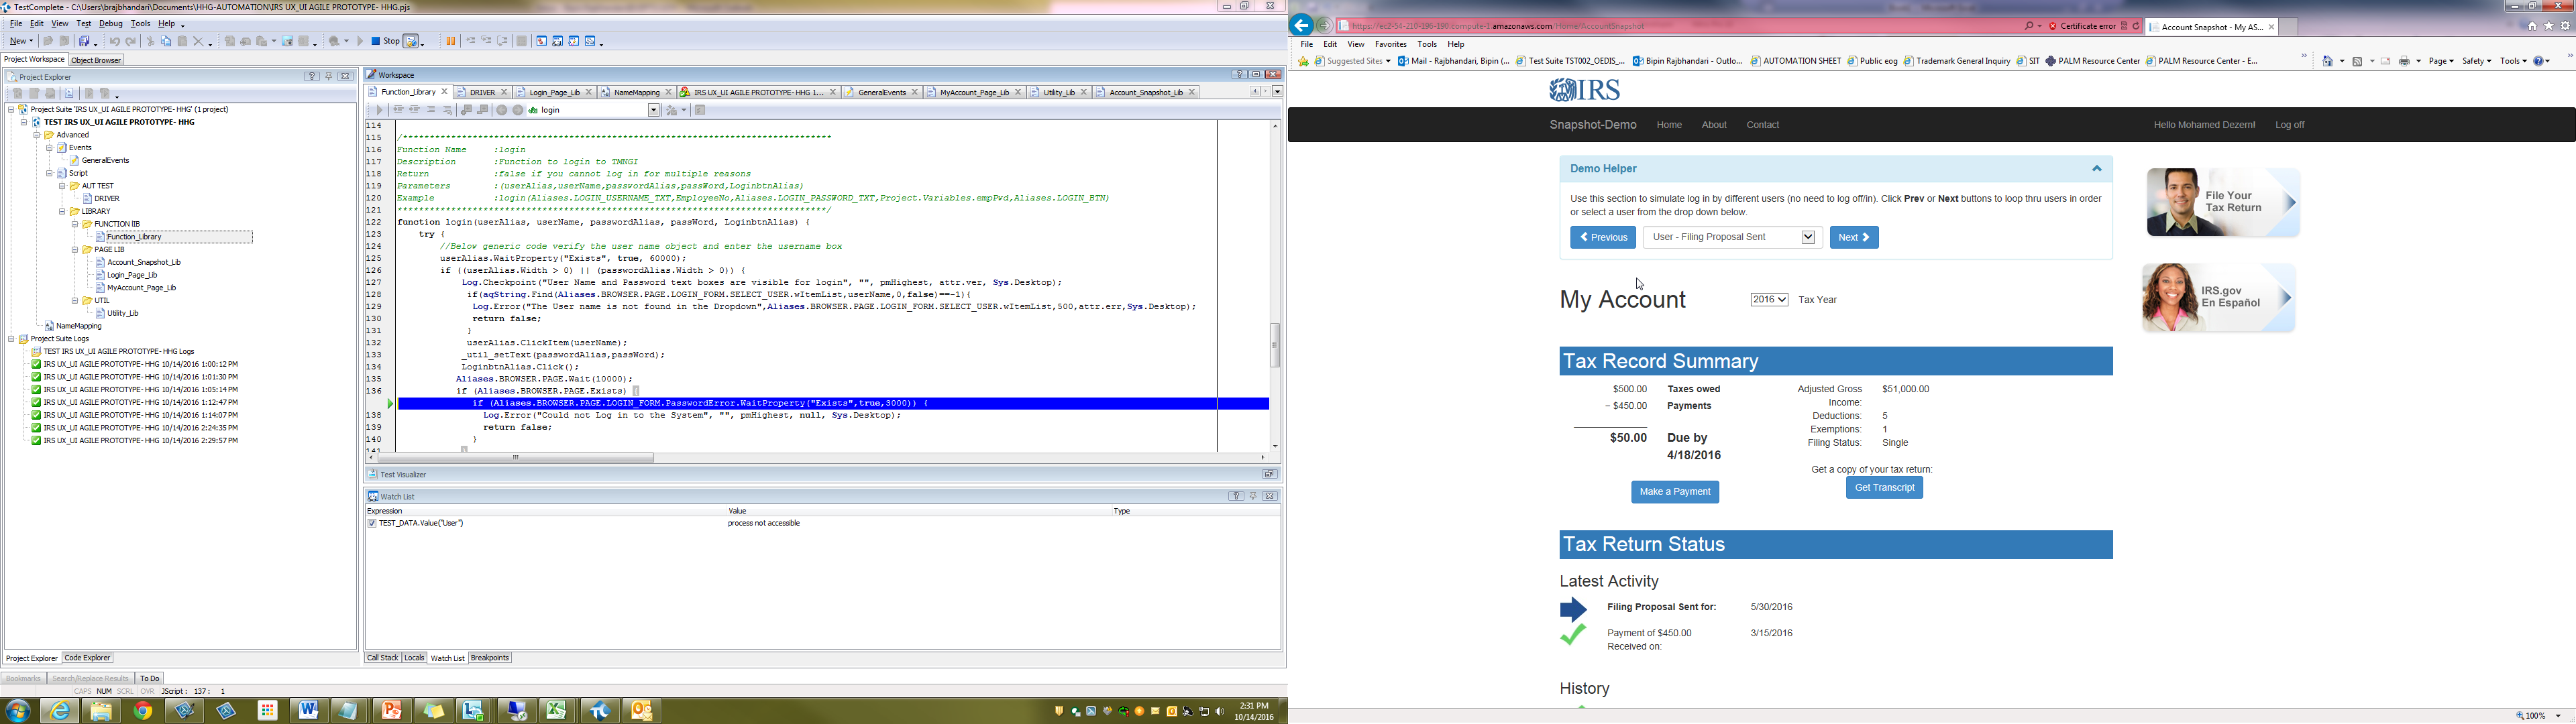 TestComplete - C:\Users\brajbhandari\Documents\HHG-AUTOMATION\IRS UX_UI AGILE PROTOTYPE- HHG.pjs
File Edit View Test Debug Tools Help
New Stop
Project Workspace Object Browser
Project Explorer
Project Suite 'IRS UX_UI AGILE PROTOTYPE- HHG' (1 project)
TEST IRS UX_UI AGILE PROTOTYPE- HHG
Advanced
Events
GeneralEvents
Script
AUT TEST
DRIVER
LIBRARY
FUNCTION lIB
Function_Library
PAGE LIB
Account_Snapshot_Lib
Login_Page_Lib
MyAccount_Page_Lib
UTIL
Utility_Lib
NameMapping
Project Suite Logs
TEST IRS UX_UI AGILE PROTOTYPE- HHG Logs
IRS UX_UI AGILE PROTOTYPE- HHG 10/14/2016 1:00:12 PM
IRS UX_UI AGILE PROTOTYPE- HHG 10/14/2016 1:01:30 PM
IRS UX_UI AGILE PROTOTYPE- HHG 10/14/2016 1:05:14 PM
IRS UX_UI AGILE PROTOTYPE- HHG 10/14/2016 1:12:47 PM
IRS UX_UI AGILE PROTOTYPE- HHG 10/14/2016 1:14:07 PM
IRS UX_UI AGILE PROTOTYPE- HHG 10/14/2016 2:24:35 PM
IRS UX_UI AGILE PROTOTYPE- HHG 10/14/2016 2:29:57 PM
Project Explorer Code Explorer
Workspace
Function_Library DRIVER Login_Page_Lib NameMapping IRS UX_UI AGILE PROTOTYPE- HHG 1... GeneralEvents MyAccount_Page_Lib Utility_Lib Account_Snapshot_Lib
login
114
115 /********************************************************************************
116 Function Name :login
117 Description :Function to login to TMNGI
118 Return :false if you cannot log in for multiple reasons
119 Parameters :(userAlias,userName,passwordAlias,passWord,LoginbtnAlias)
120 Example :login(Aliases.LOGIN_USERNAME_TXT,EmployeeNo,Aliases.LOGIN_PASSWORD_TXT,Project.Variables.empPvd,Aliases.LOGIN_BTN)
121 ********************************************************************************/
122 function login(userAlias, userName, passwordAlias, passWord, LoginbtnAlias) {
123 try {
124 //Below generic code verify the user name object and enter the username box
125 userAlias.WaitProperty("Exists", true, 60000);
126 if ((userAlias.Width > 0) || (passwordAlias.Width > 0)) {
127 Log.Checkpoint("User Name and Password text boxes are visible for login", "", pmHighest, attr.ver, Sys.Desktop);
128 if(aqString.Find(Aliases.BROWSER.PAGE.LOGIN_FORM.SELECT_USER.wItemList,userName,0,false)==-1){
129 Log.Error("The User name is not found in the Dropdown",Aliases.BROWSER.PAGE.LOGIN_FORM.SELECT_USER.wItemList,500,attr.err,Sys.Desktop);
130 return false;
131 }
132 userAlias.ClickItem(userName);
133 _util_setText(passwordAlias,passWord);
134 LoginbtnAlias.Click();
135 Aliases.BROWSER.PAGE.Wait(10000);
136 if (Aliases.BROWSER.PAGE.Exists) {
if (Aliases.BROWSER.PAGE.LOGIN_FORM.PasswordError.WaitProperty("Exists",true,3000)) {
138 Log.Error("Could not Log in to the System", "", pmHighest, null, Sys.Desktop);
139 return false;
140 }
141 }
Test Visualizer
Watch List
Expression Value Type
TEST_DATA.Value("User") process not accessible
Call Stack Locals Watch List Breakpoints
Bookmarks Search/Replace Results To Do
CAPS NUM SCRL OVR JScript : 137 : 1
2:31 PM
10/14/2016
https://ec2-54-210-196-190.compute-1.amazonaws.com/Home/AccountSnapshot Certificate error Account Snapshot - My AS...
File Edit View Favorites Tools Help
Suggested Sites Mail - Rajbhandari, Bipin (... Test Suite TST002_OEDIS_... Bipin Rajbhandari - Outlo... AUTOMATION SHEET Public eog Trademark General Inquiry SIT PALM Resource Center PALM Resource Center - E... Page Safety Tools
IRS
Snapshot-Demo Home About Contact Hello Mohamed Dezern! Log off
Demo Helper
Use this section to simulate log in by different users (no need to log off/in). Click Prev or Next buttons to loop thru users in order
or select a user from the drop down below.
Previous User - Filing Proposal Sent Next
My Account 2016 Tax Year
File Your
Tax Return
IRS.gov
En Español
Tax Record Summary
$500.00 Taxes owed Adjusted Gross $51,000.00
– $450.00 Payments Income:
Deductions: 5
Exemptions: 1
$50.00 Due by Filing Status: Single
4/18/2016
Get a copy of your tax return:
Make a Payment Get Transcript
Tax Return Status
Latest Activity
Filing Proposal Sent for: 5/30/2016
Payment of $450.00 3/15/2016
Received on:
History
100%